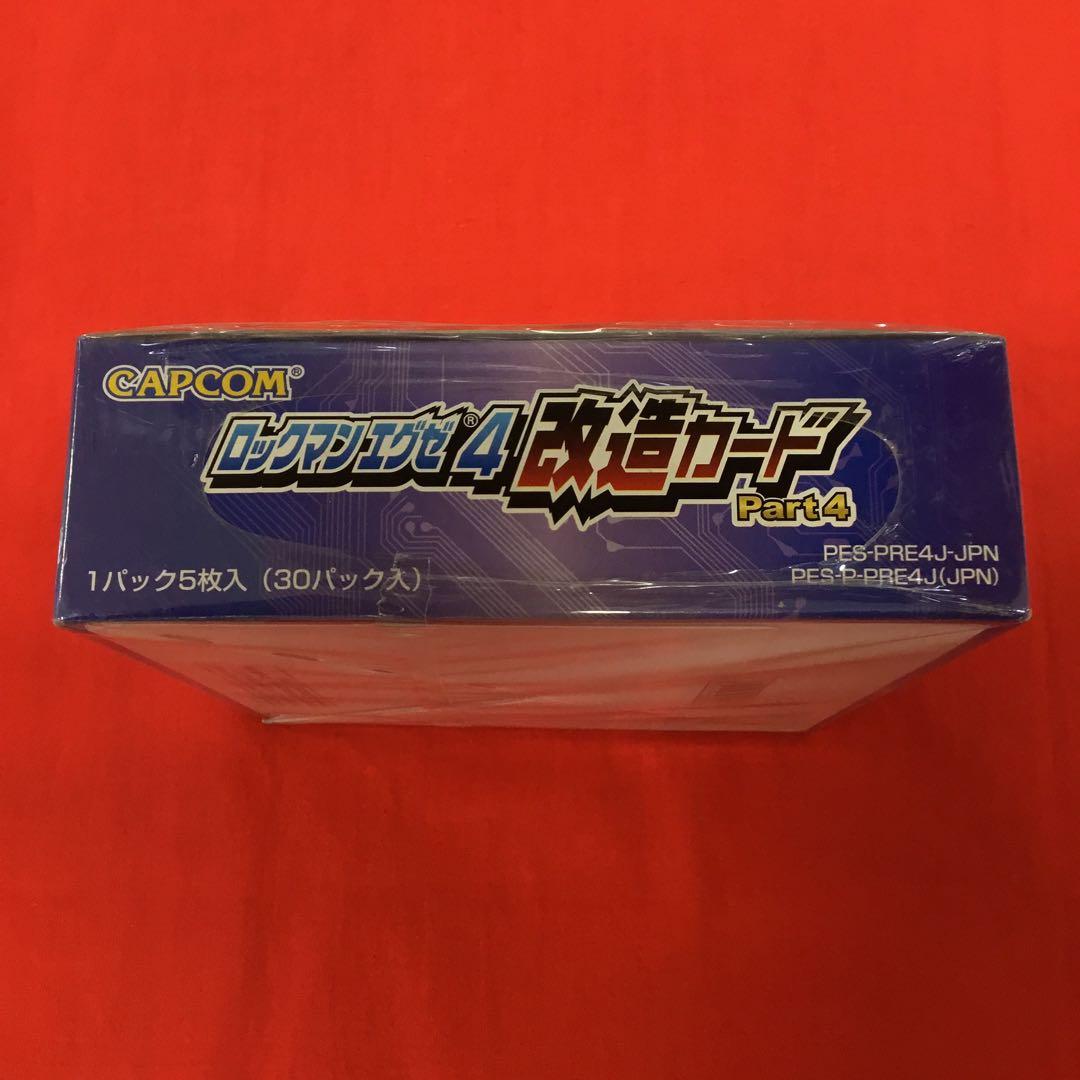 CAPCOM®
ロックマンエグゼ®4 改造カード
Part 4
PES-PRE4J-JPN
1パック5枚入（30パック入）
PES-P-PRE4J(JPN)